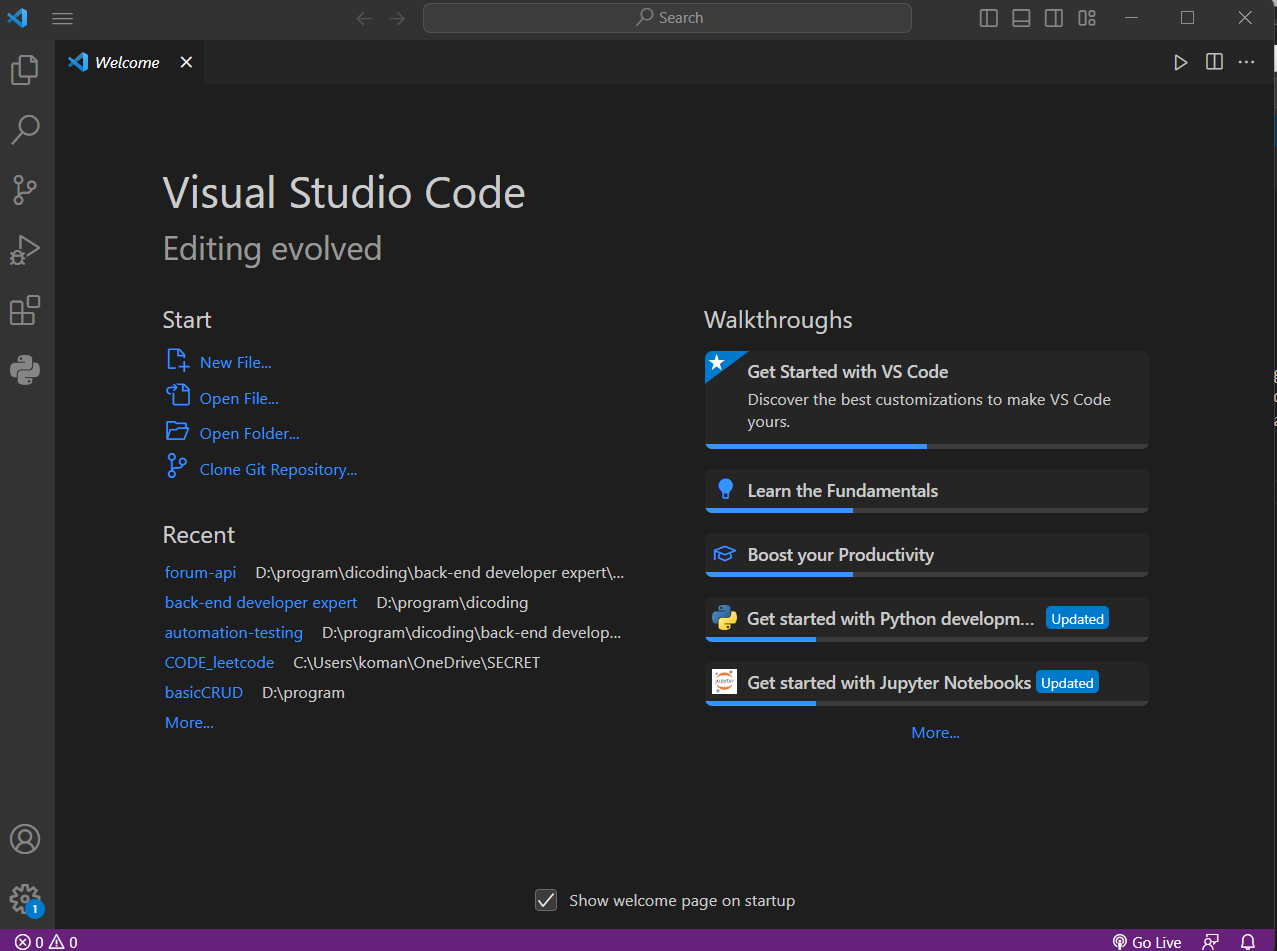 Search
Welcome
Visual Studio Code
Editing evolved
Start
New File...
Open File...
Open Folder...
Clone Git Repository...
Recent
forum-api D:\program\dicoding\back-end developer expert\...
back-end developer expert D:\program\dicoding
automation-testing D:\program\dicoding\back-end develop...
CODE_leetcode C:\Users\koman\OneDrive\SECRET
basicCRUD D:\program
More...
Walkthroughs
Get Started with VS Code
Discover the best customizations to make VS Code
yours.
Learn the Fundamentals
Boost your Productivity
Get started with Python developm... Updated
jupyter
Get started with Jupyter Notebooks Updated
More...
Show welcome page on startup
1
0 0
Go Live